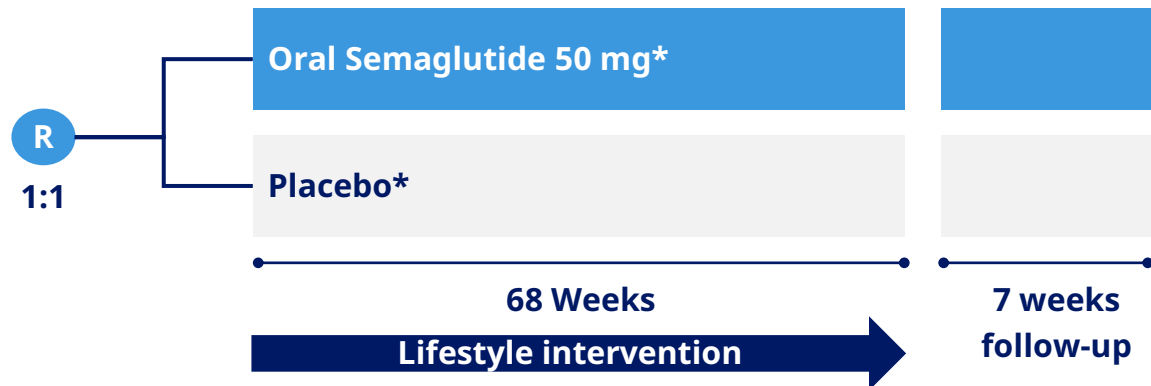 Oral Semaglutide 50 mg*
R
1:1
Placebo*
68 Weeks
7 weeks
follow-up
Lifestyle intervention